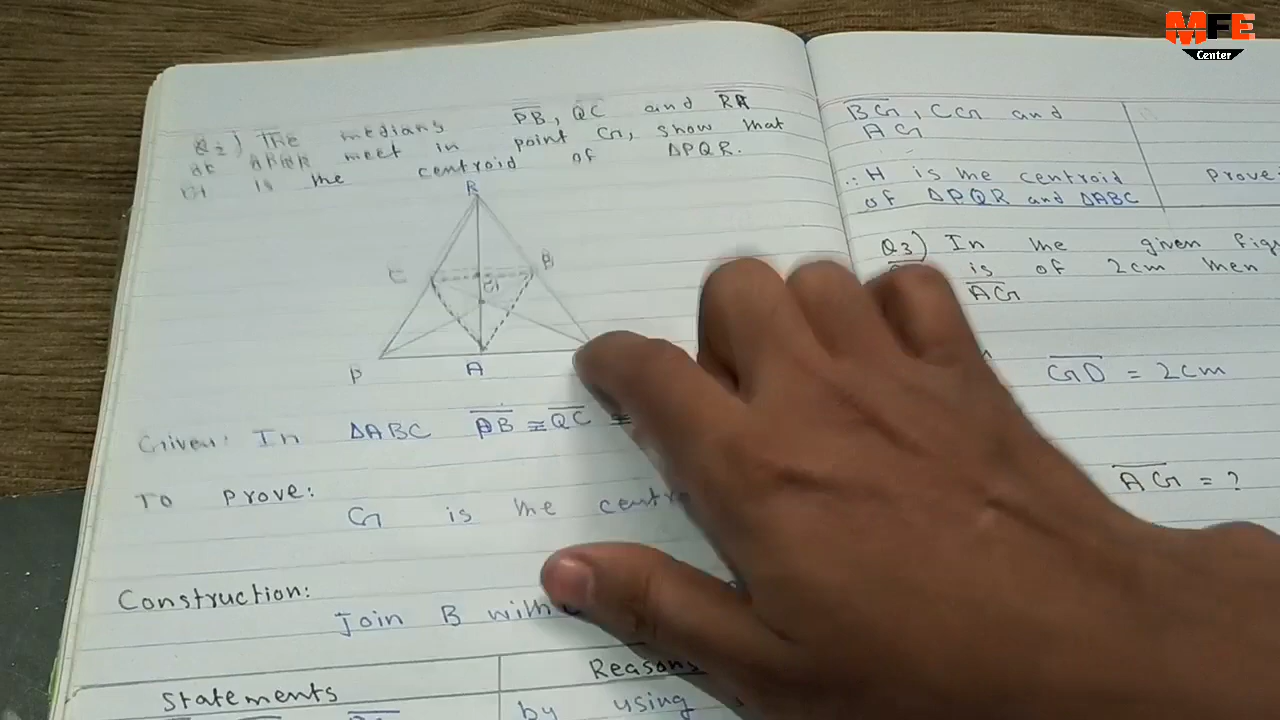 Q2) The medians PB, QC and RA
of ΔPQR meet in point G, show that
G is the centroid of ΔPQR.
R
C B
G
P A
Given: In ΔABC PB ≅ QC ≅
To Prove:
G is the centro
Construction:
Join B with
Statements Reasons
by using
BG, CG and
AG
∴ H is the centroid
of ΔPQR and ΔABC
Prove
Q3) In the given fig
is of 2cm then
AG
GD = 2cm
AG = ?
MFE
Center